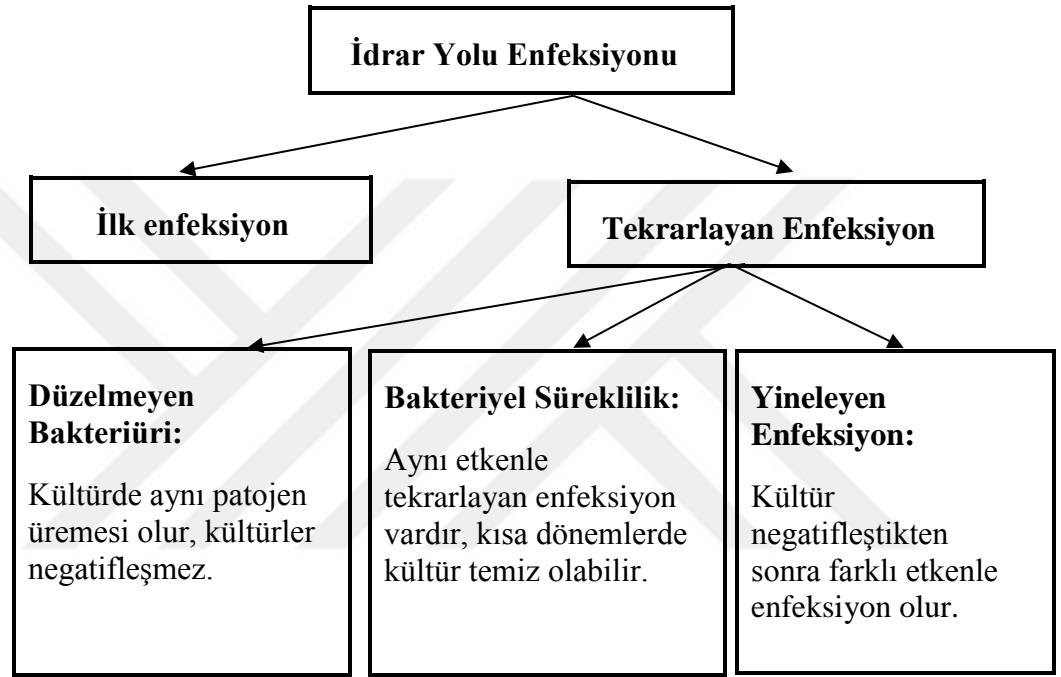 İdrar Yolu Enfeksiyonu
İlk enfeksiyon
Tekrarlayan Enfeksiyon
Düzelmeyen
Bakteriüri:
Kültürde aynı patojen
üremesi olur, kültürler
negatifleşmez.
Bakteriyel Süreklilik:
Aynı etkenle
tekrarlayan enfeksiyon
vardır, kısa dönemlerde
kültür temiz olabilir.
Yineleyen
Enfeksiyon:
Kültür
negatifleştikten
sonra farklı etkenle
enfeksiyon olur.